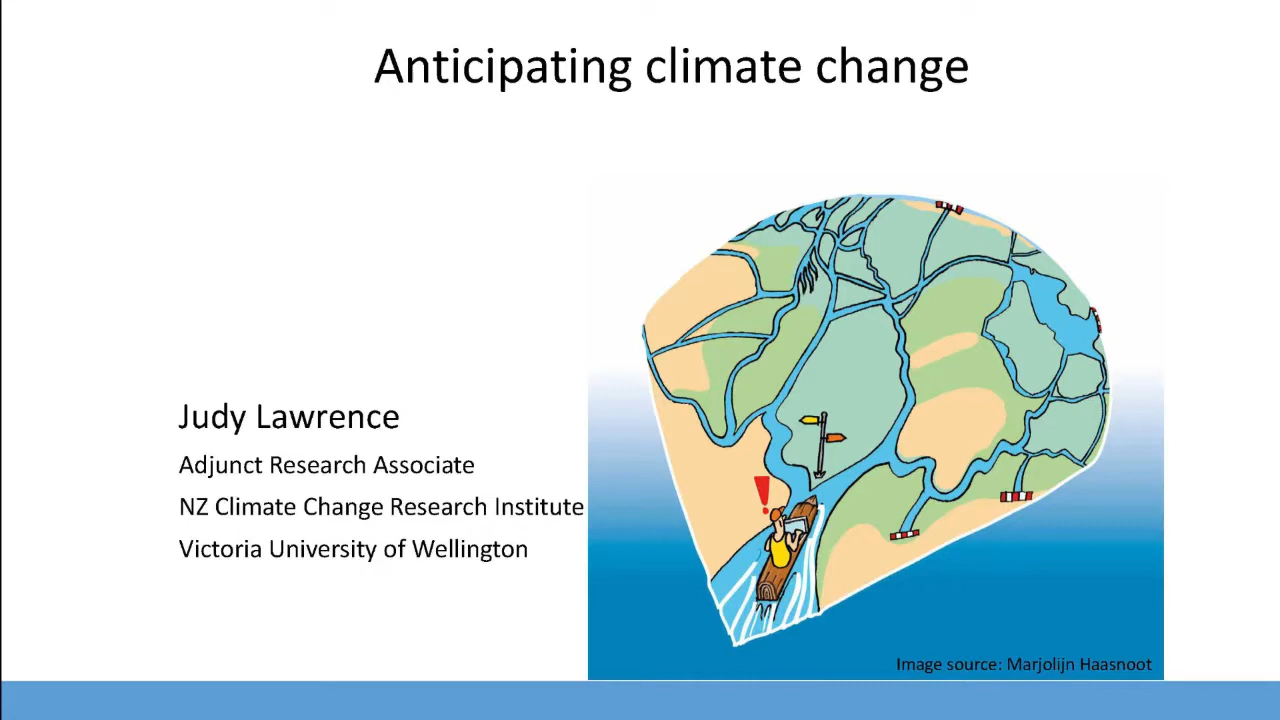 Anticipating climate change
Judy Lawrence
Adjunct Research Associate
NZ Climate Change Research Institute
Victoria University of Wellington
Image source: Marjolijn Haasnoot